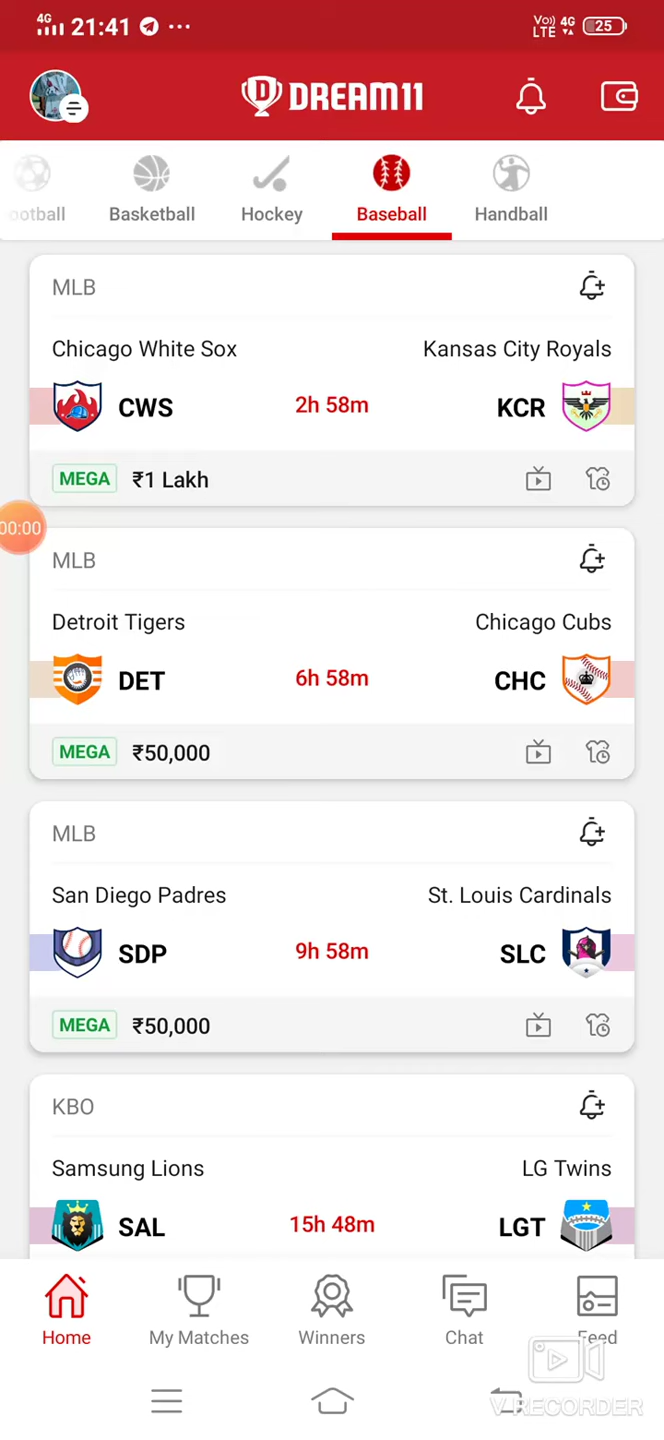 4G 21:41 ... Vo)) LTE 4G 25
DREAM11
ootball Basketball Hockey Baseball Handball
MLB
Chicago White Sox Kansas City Royals
CWS 2h 58m KCR
MEGA ₹1 Lakh
00:00
MLB
Detroit Tigers Chicago Cubs
DET 6h 58m CHC
MEGA ₹50,000
MLB
San Diego Padres St. Louis Cardinals
SDP 9h 58m SLC
MEGA ₹50,000
KBO
Samsung Lions LG Twins
SAL 15h 48m LGT
Home My Matches Winners Chat Feed
V RECORDER